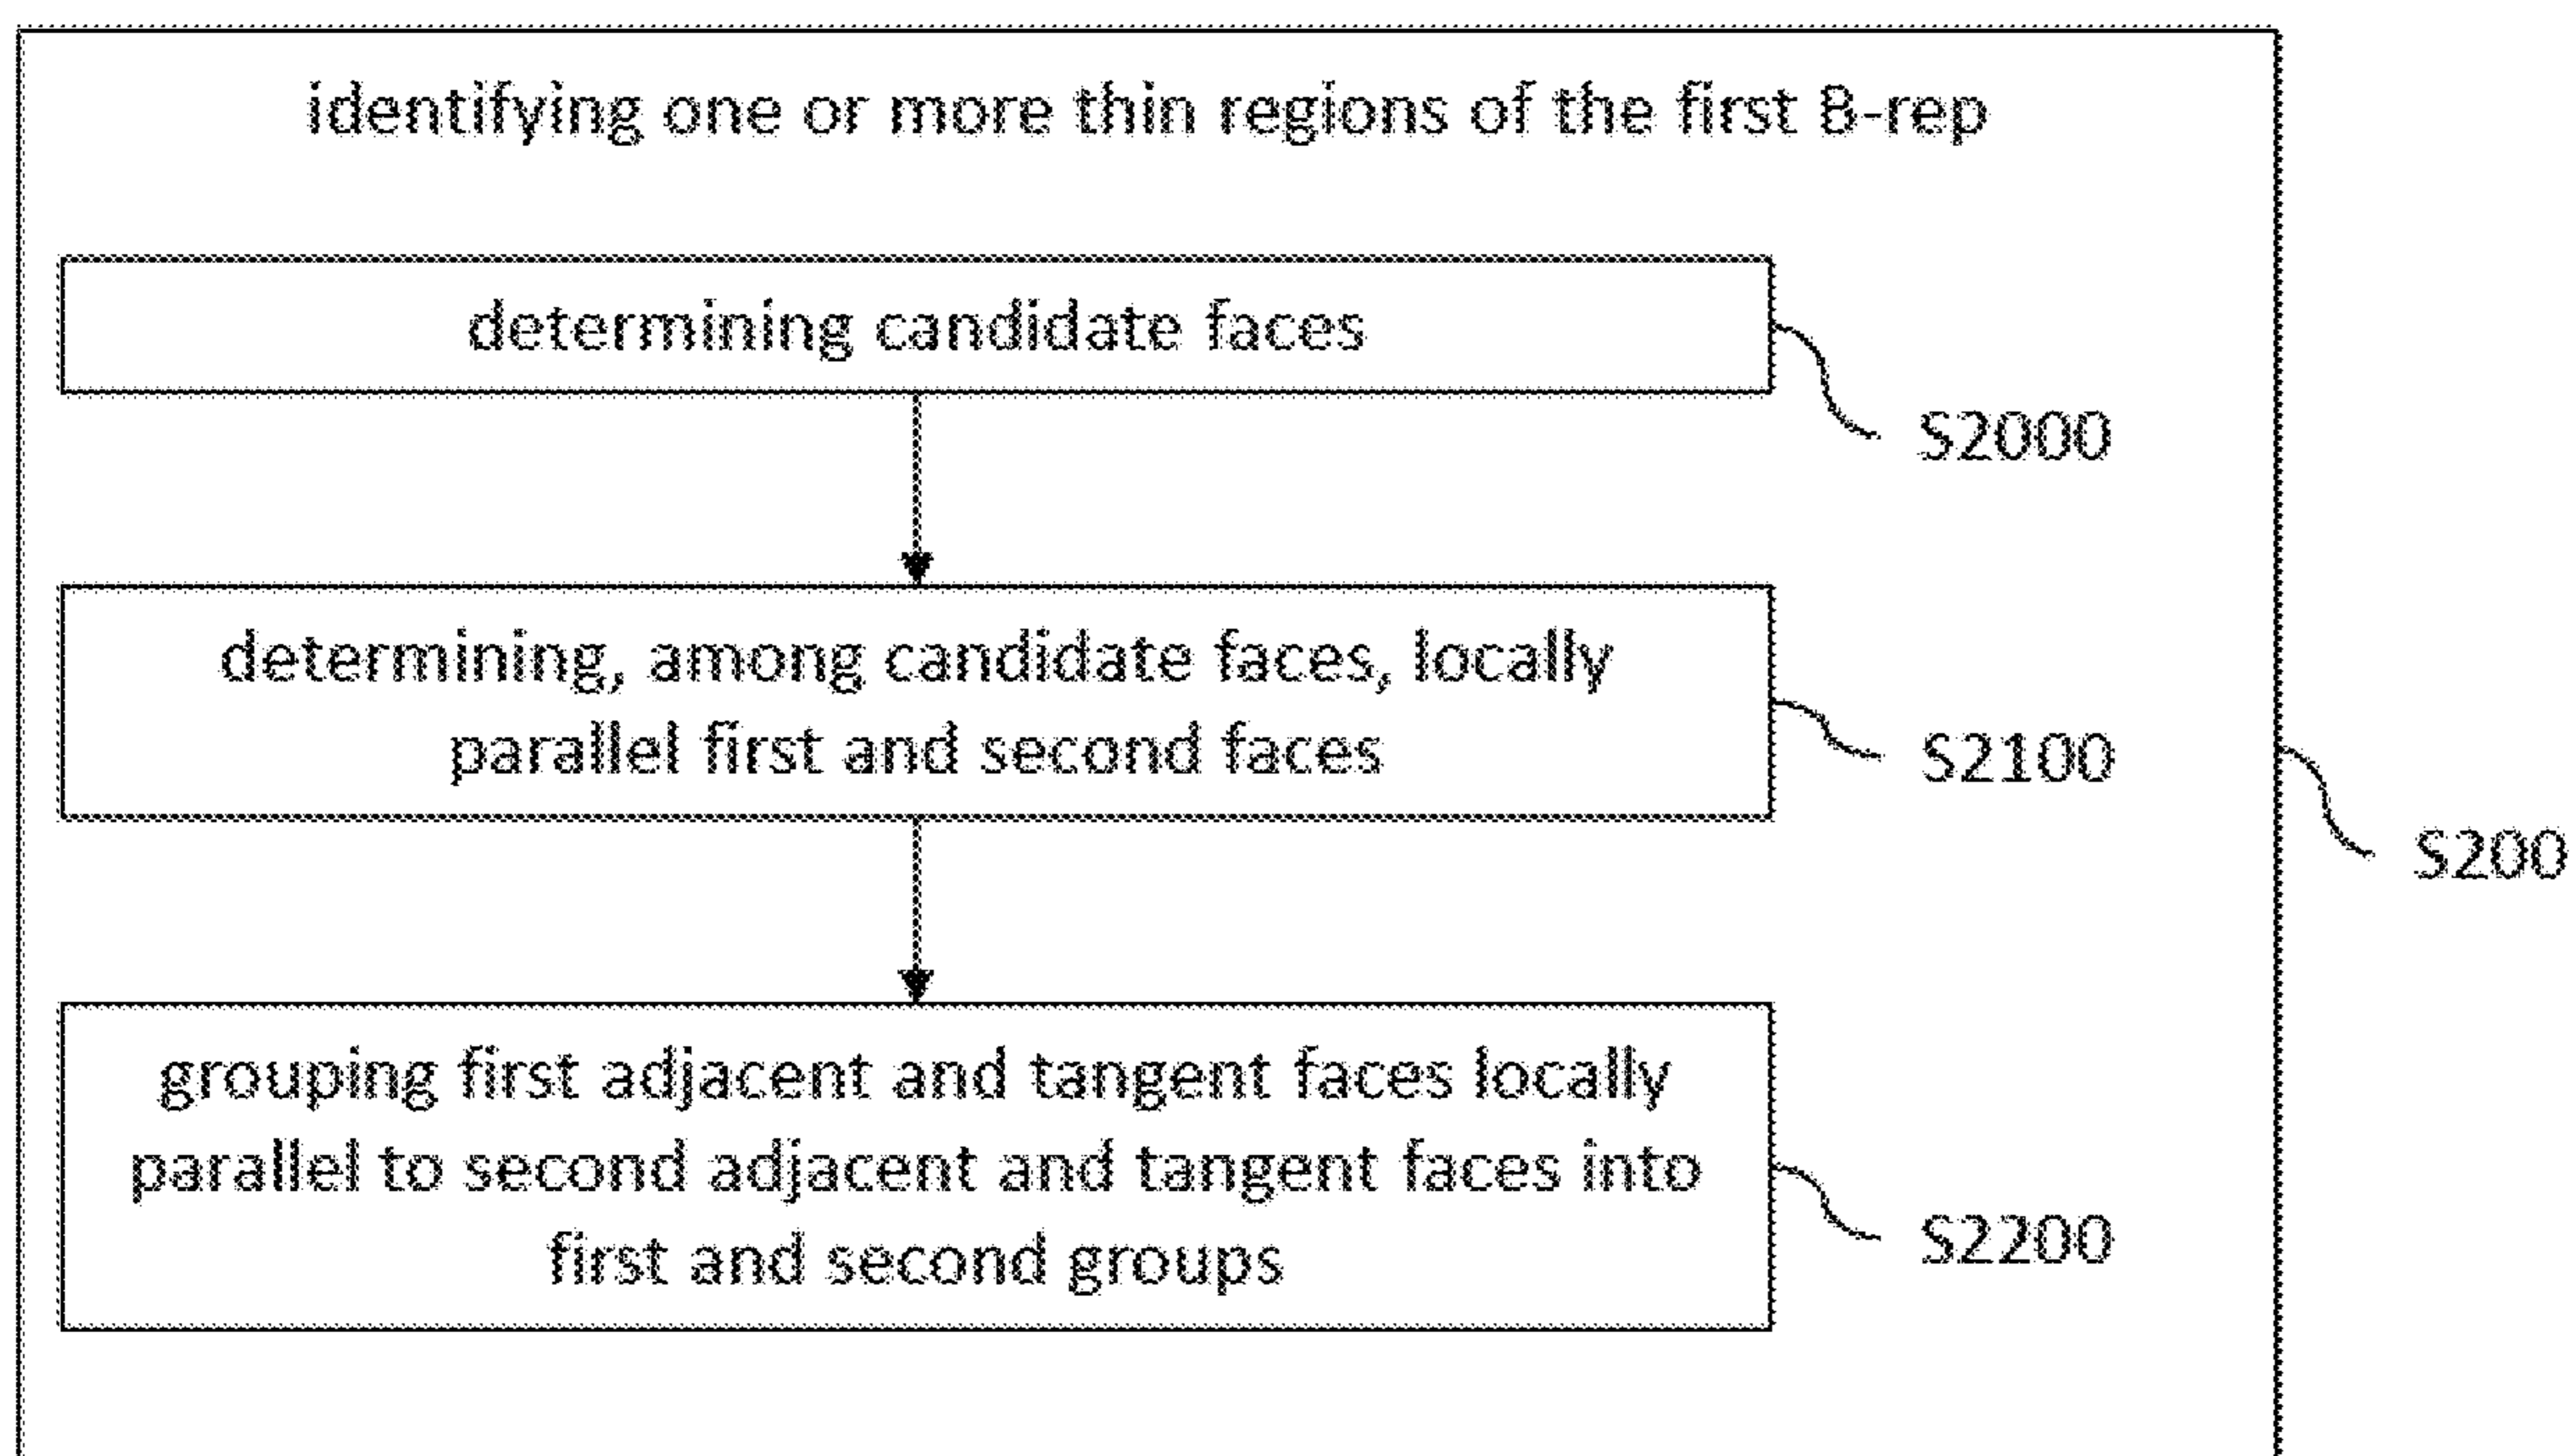 identifying one or more thin regions of the first B-rep
determining candidate faces
S2000
determining, among candidate faces, locally
parallel first and second faces
S2100
S200
grouping first adjacent and tangent faces locally
parallel to second adjacent and tangent faces into
first and second groups
S2200